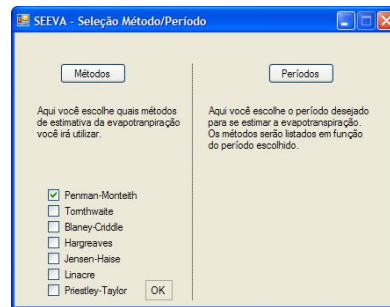 SEEVA - Seleção Método/Período
Métodos
Aqui você escolhe quais métodos
de estimativa da evapotranpiração
você irá utilizar.
Penman-Monteith
Tornthwaite
Blaney-Criddle
Hargreaves
Jensen-Haise
Linacre
Priestley-Taylor
OK
Períodos
Aqui você escolhe o período desejado
para se estimar a evapotranspiração.
Os métodos serão listados em função
do período escolhido.